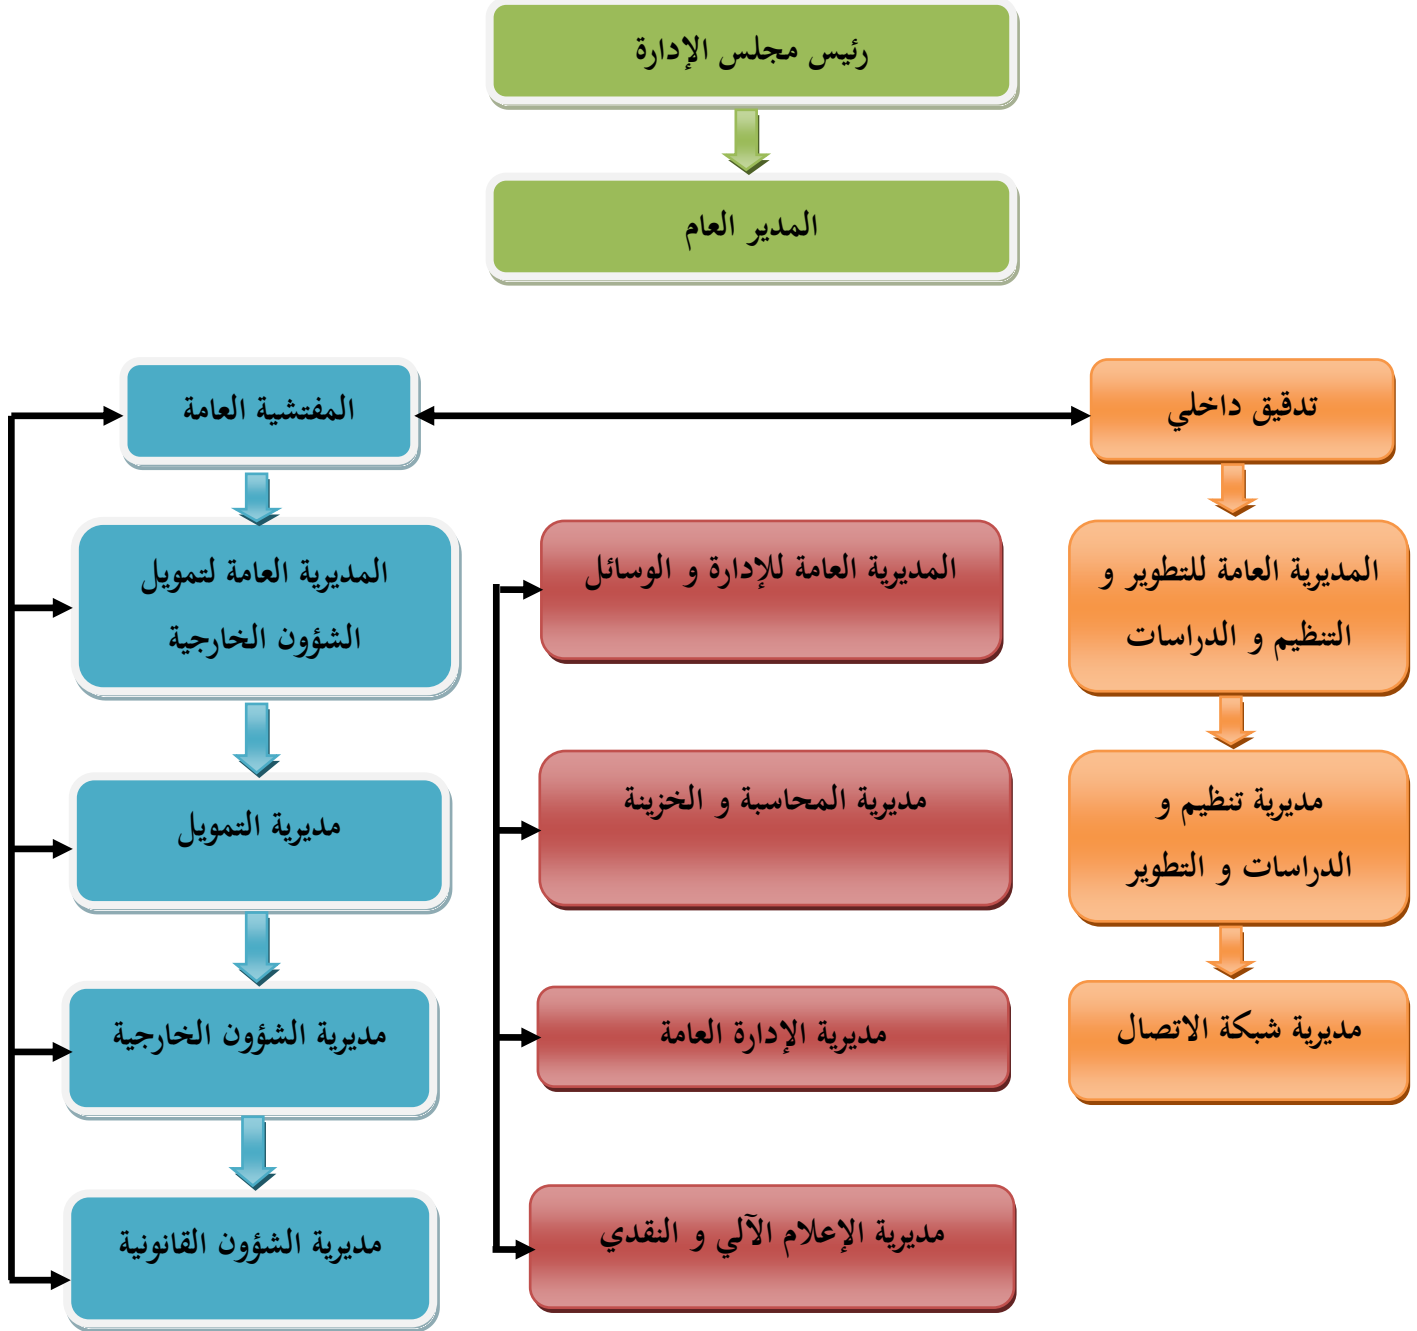 رئيس مجلس الإدارة
المدير العام
تدقيق داخلي
المفتشية العامة
المديرية العامة للتطوير و
التنظيم و الدراسات
المديرية العامة للإدارة و الوسائل
المديرية العامة لتمويل
الشؤون الخارجية
مديرية تنظيم و
الدراسات و التطوير
مديرية المحاسبة و الخزينة
مديرية التمويل
مديرية شبكة الاتصال
مديرية الإدارة العامة
مديرية الشؤون الخارجية
مديرية الإعلام الآلي و النقدي
مديرية الشؤون القانونية